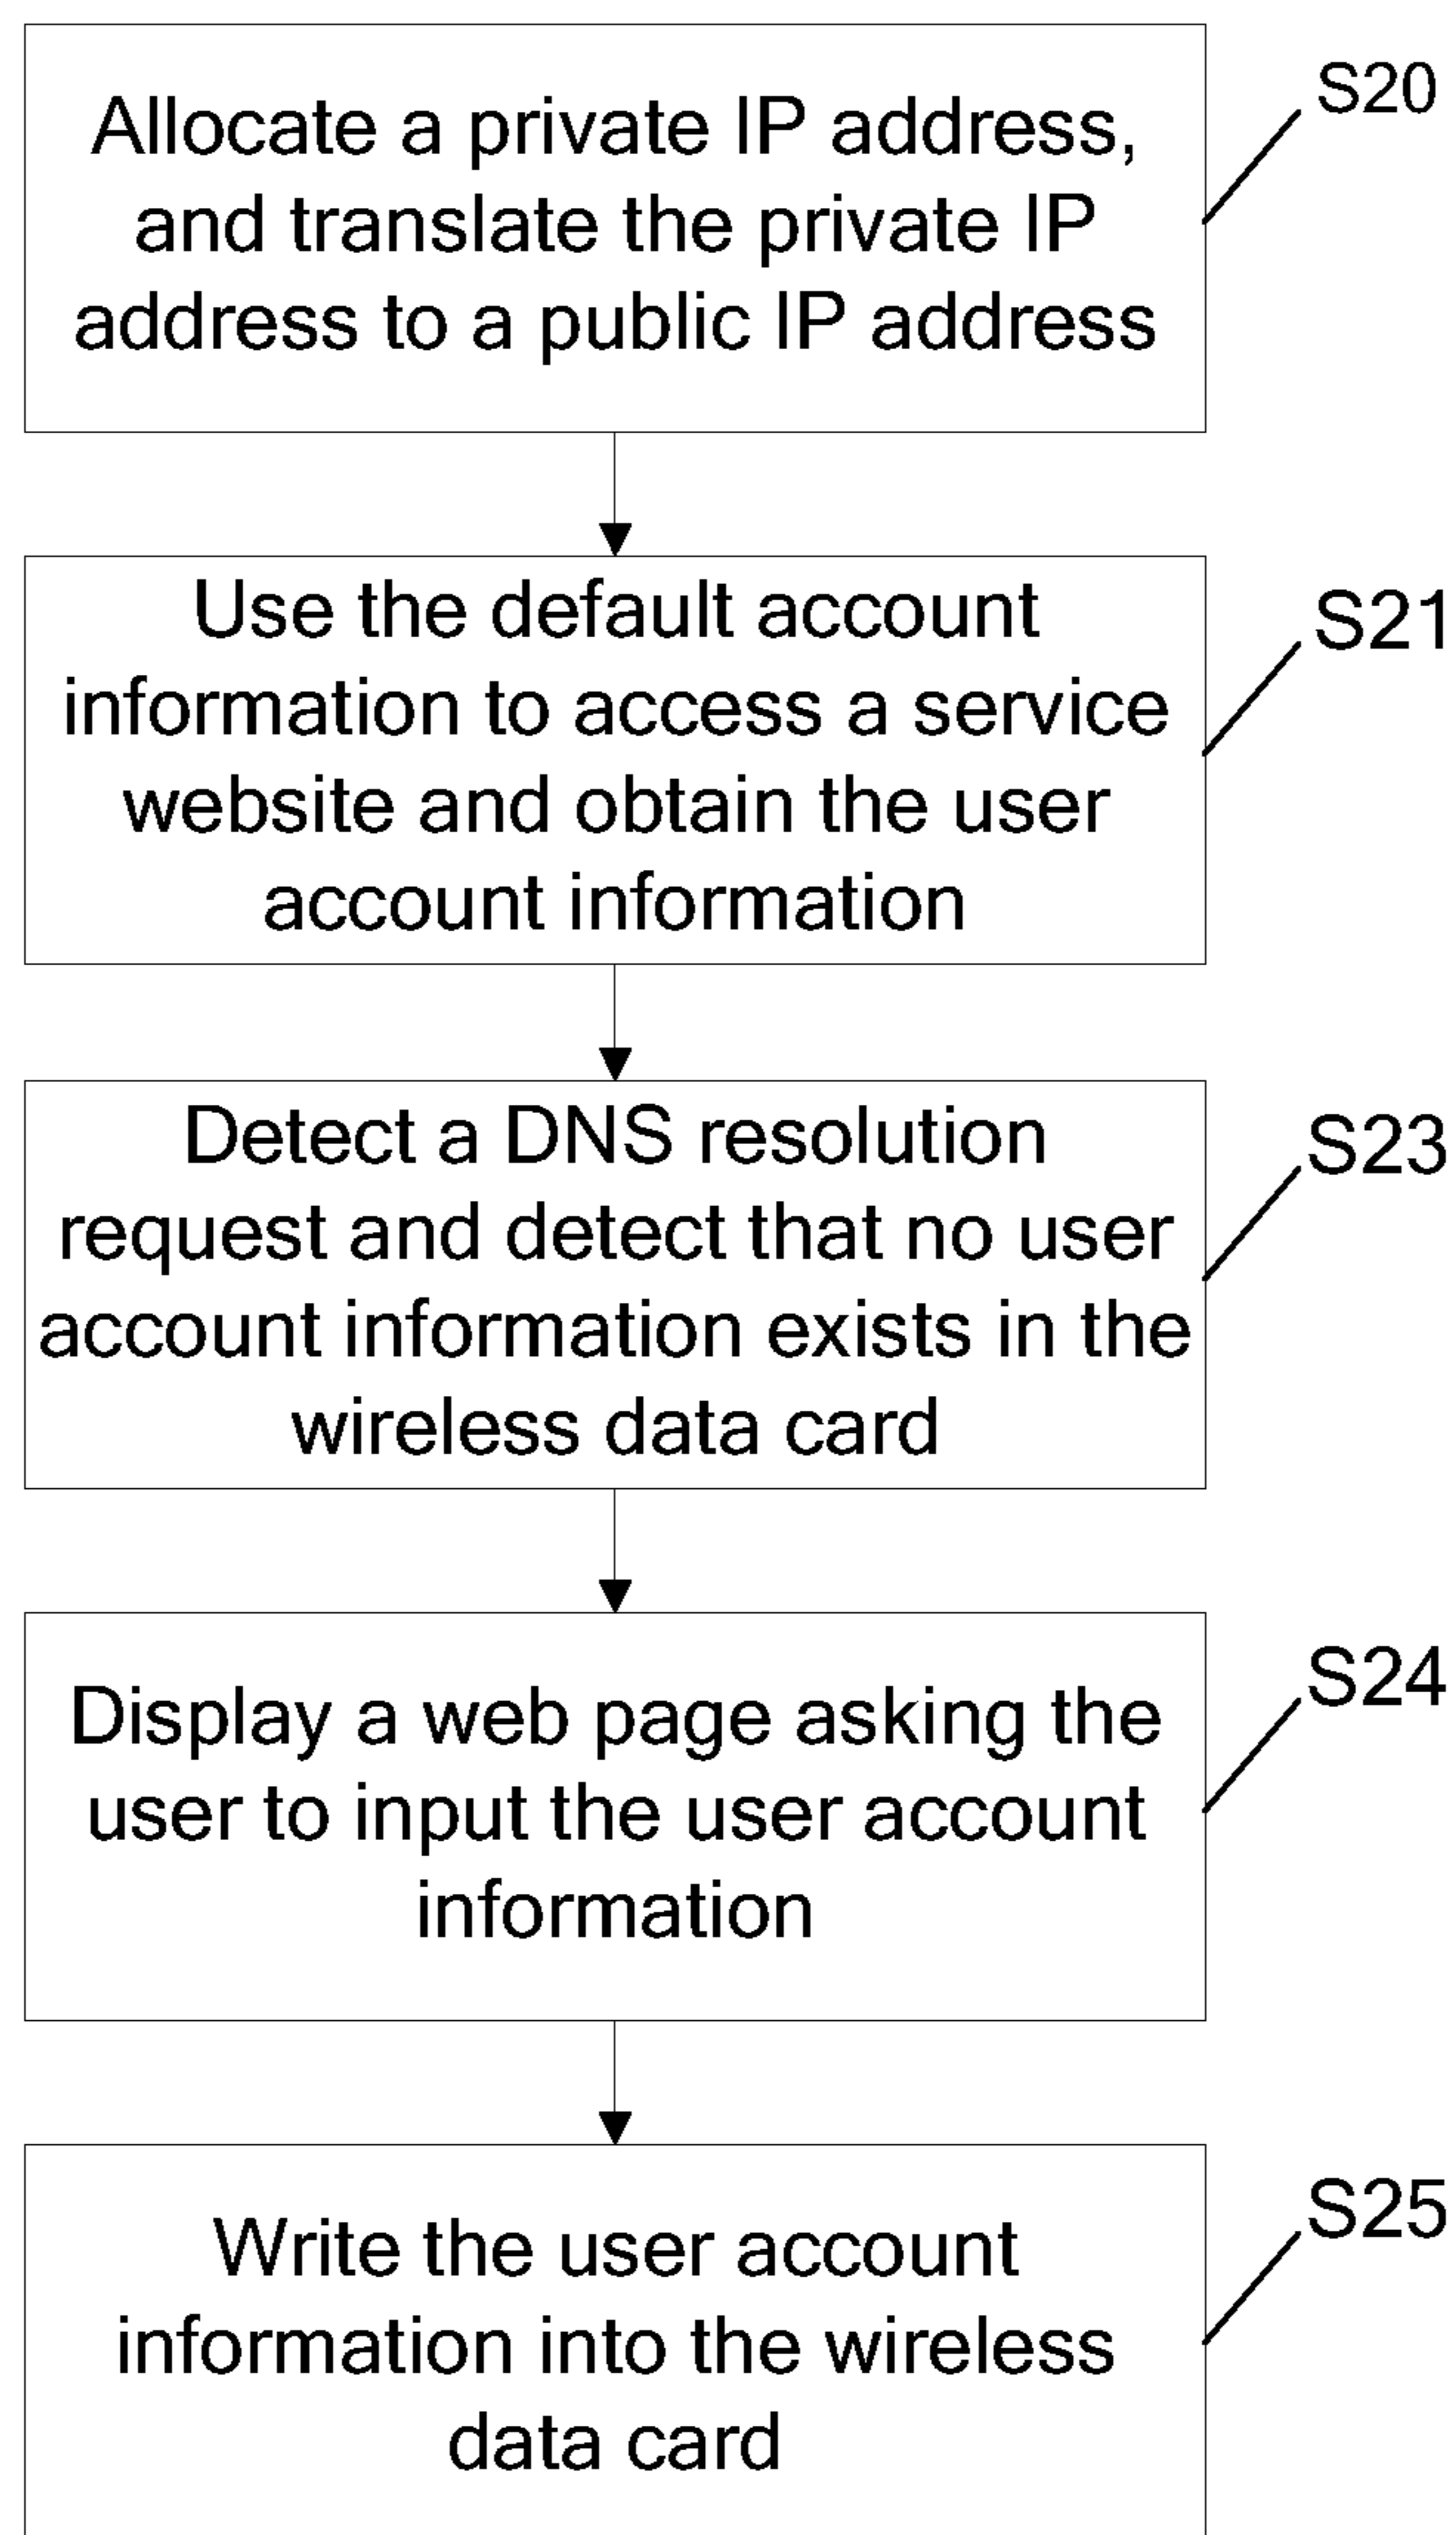 Allocate a private IP address,
and translate the private IP
address to a public IP address
S20
Use the default account
information to access a service
website and obtain the user
account information
S21
Detect a DNS resolution
request and detect that no user
account information exists in the
wireless data card
S23
Display a web page asking the
user to input the user account
information
S24
Write the user account
information into the wireless
data card
S25